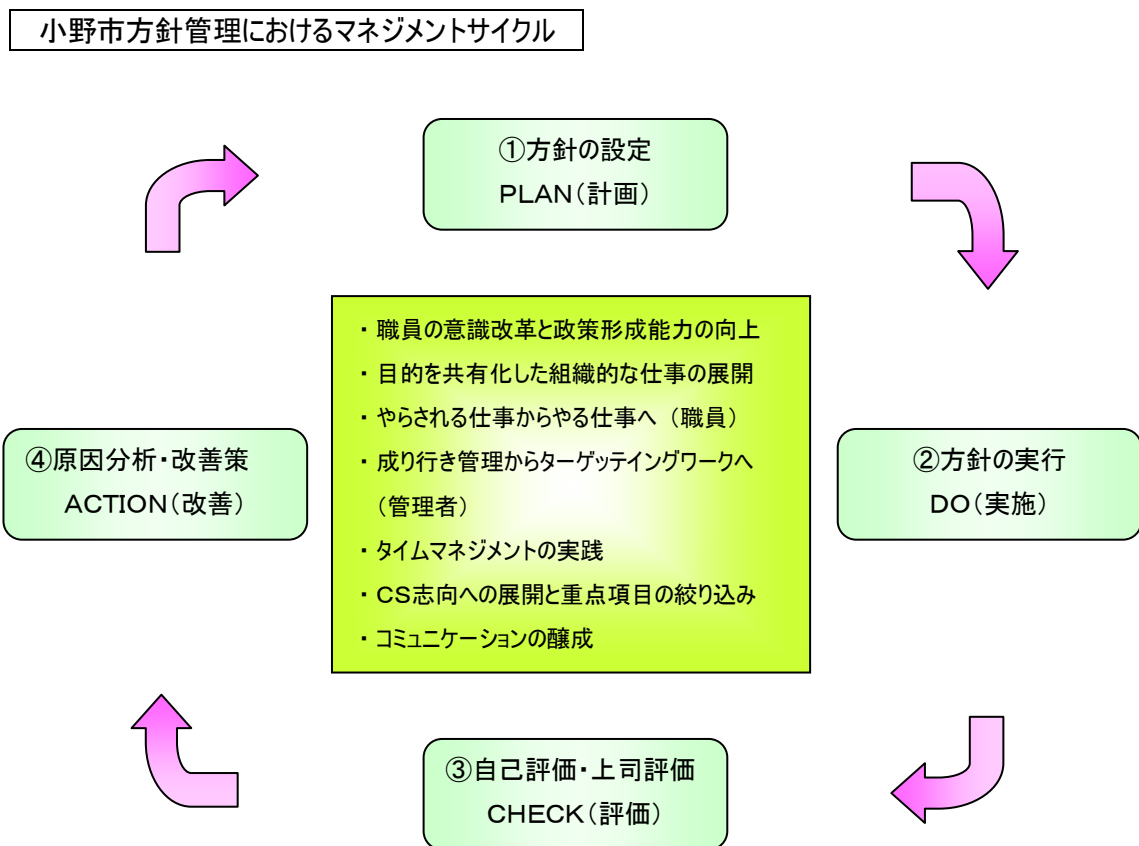 小野市方針管理におけるマネジメントサイクル
①方針の設定
PLAN(計画)
・職員の意識改革と政策形成能力の向上
・目的を共有化した組織的な仕事の展開
・やらされる仕事からやる仕事へ (職員)
・成り行き管理からターゲッテイングワークへ
(管理者)
・タイムマネジメントの実践
・CS志向への展開と重点項目の絞り込み
・コミュニケーションの醸成
④原因分析・改善策
ACTION(改善)
②方針の実行
DO(実施)
③自己評価・上司評価
CHECK(評価)